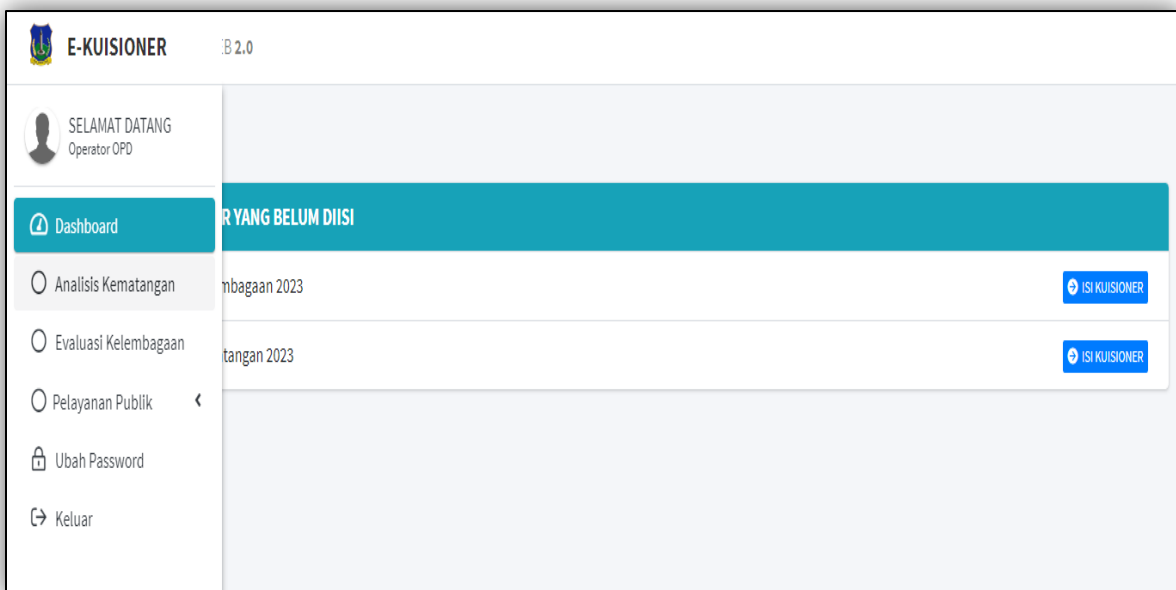 E-KUISIONER
EB 2.0
SELAMAT DATANG
Operator OPD
Dashboard
R YANG BELUM DIISI
Analisis Kematangan
mbagaan 2023
ISI KUISIONER
Evaluasi Kelembagaan
tangan 2023
ISI KUISIONER
Pelayanan Publik
Ubah Password
Keluar